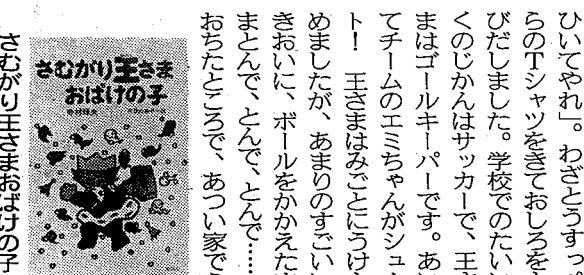 ひいてやれ」。わざとうすっ
らのTシャツをきておしろを
びだしました。学校でのたい
くのじかんはサッカーで、王
まはゴールキーパーです。あ
てチームのエミちゃんがシュ
ト！　王さまはみごとにうけ
めましたが、あまりのすごい
きおいに、ボールをかかえた
まとんで、とんで、とんで……
おちたところで、あつい家で
さむがり王さま
おばけの子
さむがり王さまおばけの子